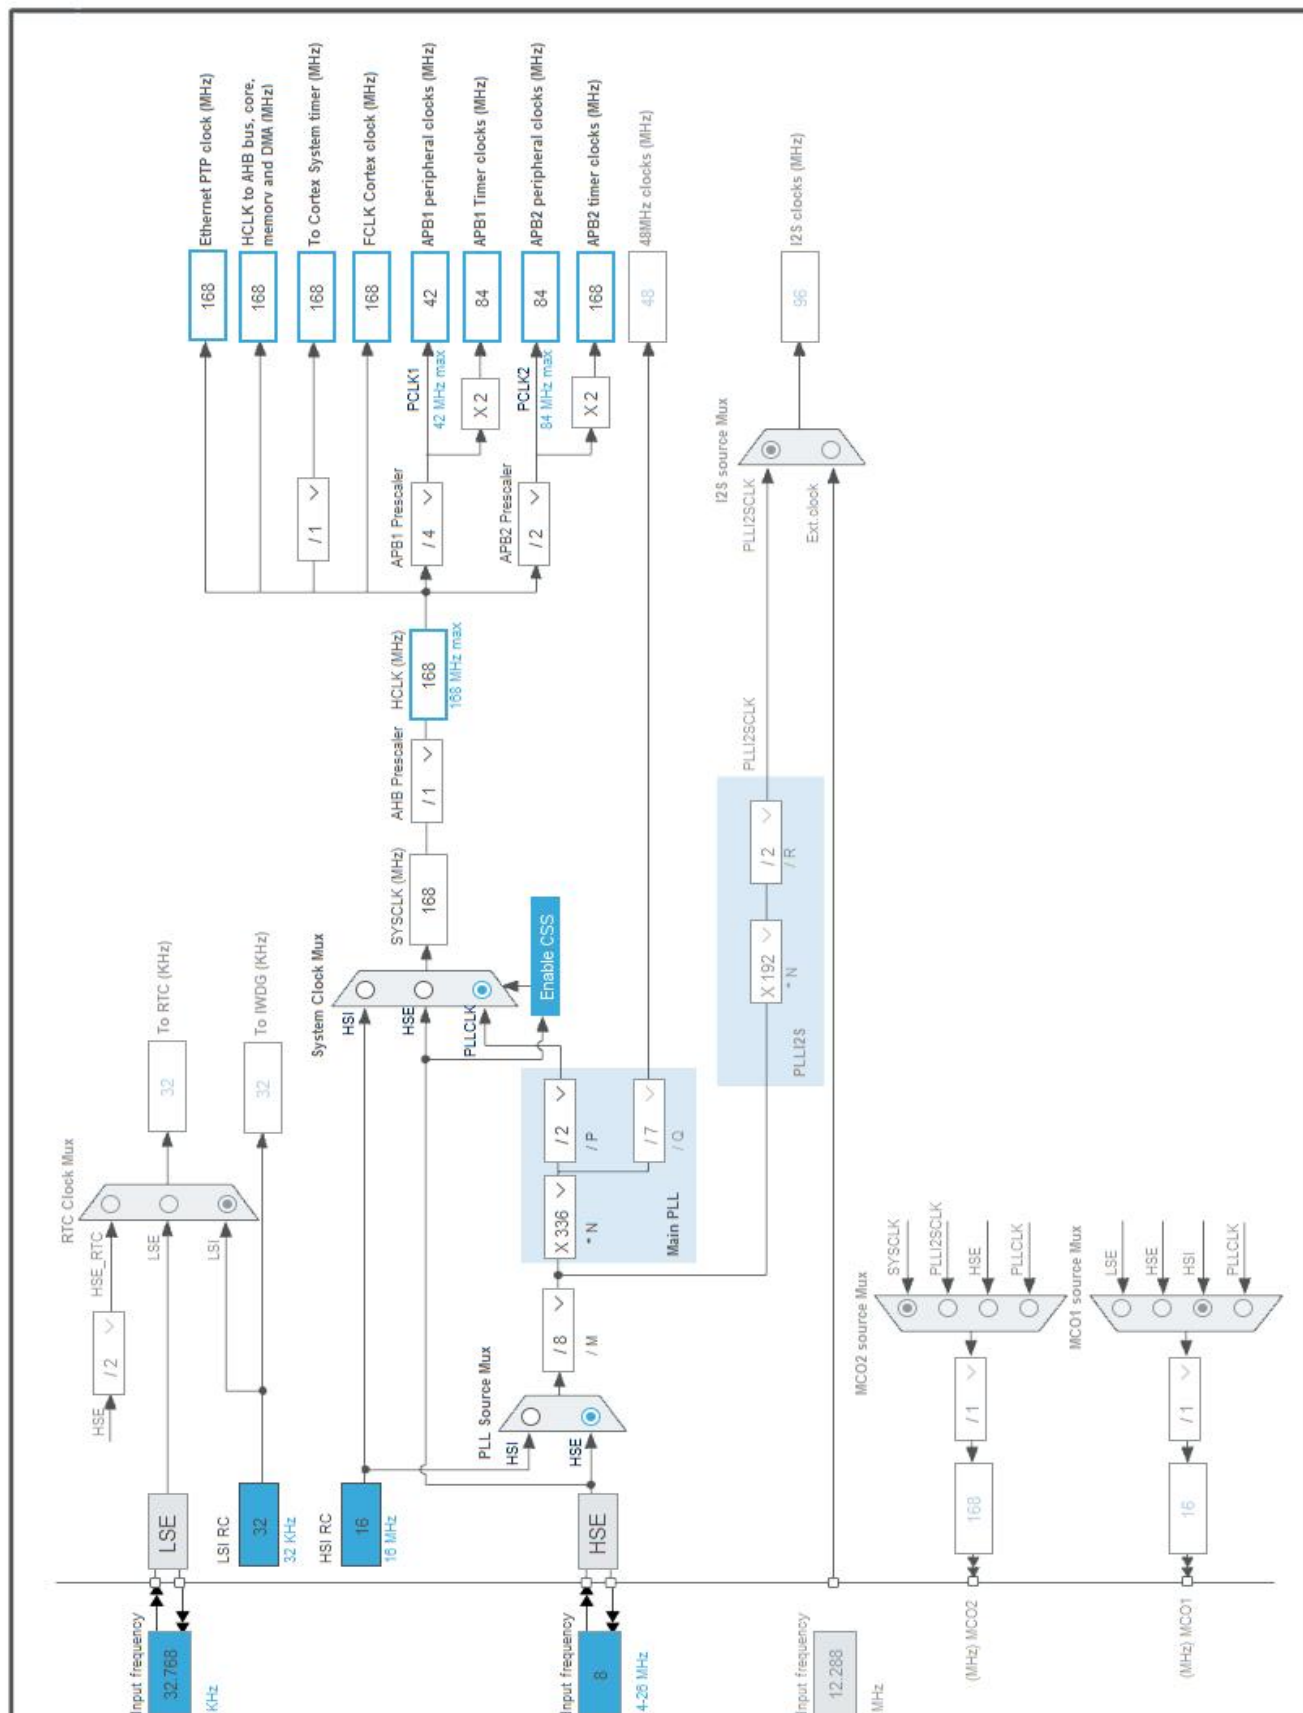 Input frequency
32.768
KHz
LSE
HSE
/ 2
HSE_RTC
LSE
LSI
RTC Clock Mux
32
To RTC (KHz)
LSI RC
32
32 KHz
32
To IWDG (KHz)
HSI RC
16
16 MHz
Input frequency
8
4-26 MHz
HSE
PLL Source Mux
HSI
HSE
/ 8
/ M
X 336
* N
/ 2
/ P
/ 7
/ Q
Main PLL
System Clock Mux
HSI
HSE
PLLCLK
Enable CSS
SYSCLK (MHz)
168
AHB Prescaler
/ 1
HCLK (MHz)
168
168 MHz max
/ 1
APB1 Prescaler
/ 4
PCLK1
42 MHz max
X 2
APB2 Prescaler
/ 2
PCLK2
84 MHz max
X 2
168
Ethernet PTP clock (MHz)
168
HCLK to AHB bus, core,
memory and DMA (MHz)
168
To Cortex System timer (MHz)
168
FCLK Cortex clock (MHz)
42
APB1 peripheral clocks (MHz)
84
APB1 Timer clocks (MHz)
84
APB2 peripheral clocks (MHz)
168
APB2 timer clocks (MHz)
48
48MHz clocks (MHz)
X 192
* N
/ 2
/ R
PLLI2S
PLLI2SCLK
I2S source Mux
PLLI2SCLK
Ext.clock
96
I2S clocks (MHz)
Input frequency
12.288
MHz
MCO2 source Mux
SYSCLK
PLLI2SCLK
HSE
PLLCLK
/ 1
168
(MHz) MCO2
MCO1 source Mux
LSE
HSE
HSI
PLLCLK
/ 1
16
(MHz) MCO1